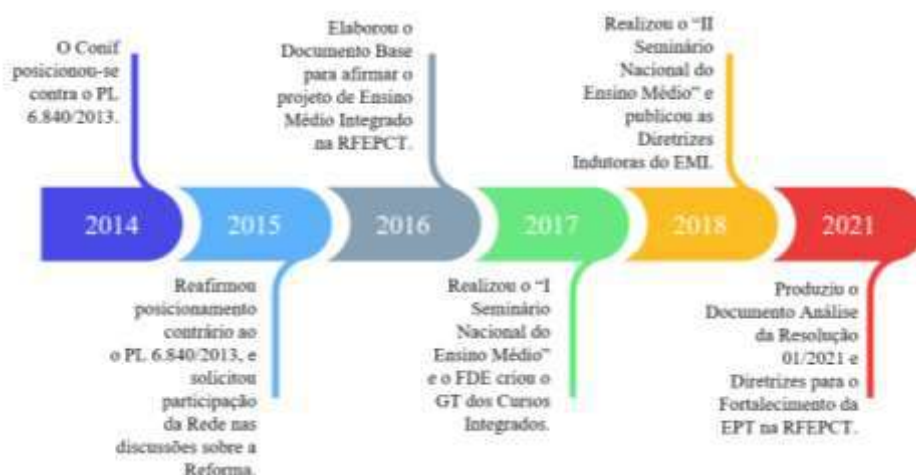 O Conif
posicionou-se
contra o PL
6.840/2013.
Elaborou o
Documento Base
para afirmar o
projeto de Ensino
Médio Integrado
na RFEPCT.
Realizou o “II
Seminário
Nacional do
Ensino Médio” e
publicou as
Diretrizes
Indutoras do EMI.
2014
2015
2016
2017
2018
2021
Reafirmou
posicionamento
contrário ao
o PL 6.840/2013, e
solicitou
participação
da Rede nas
discussões sobre a
Reforma.
Realizou o “I
Seminário
Nacional do
Ensino Médio”
e o FDE criou o
GT dos Cursos
Integrados.
Produziu o
Documento Análise
da Resolução
01/2021 e
Diretrizes para o
Fortalecimento da
EPT na RFEPCT.